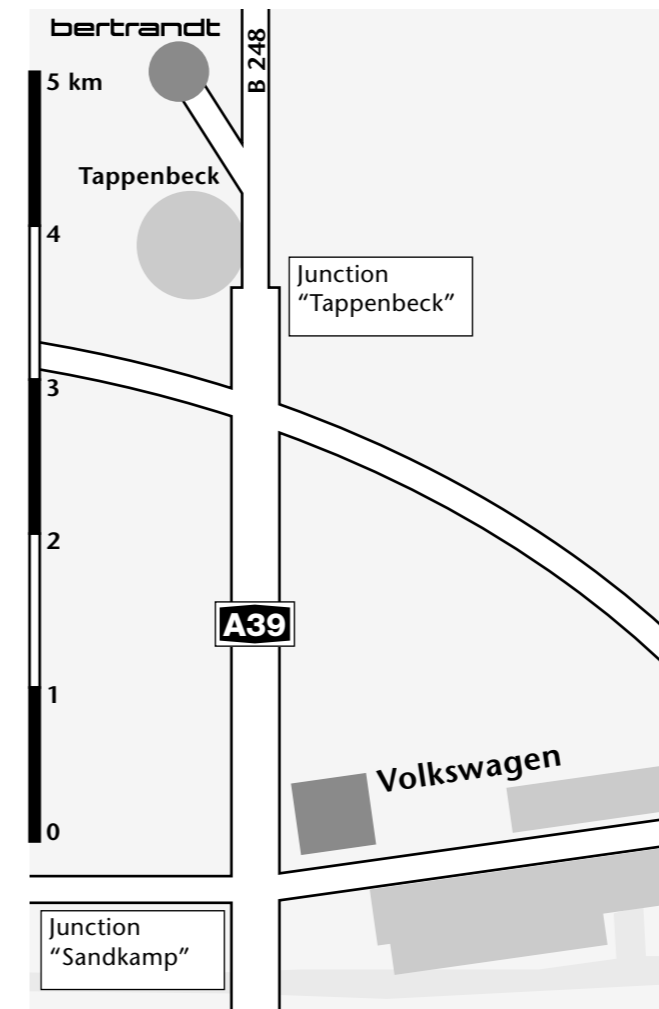 bertrandt
B 248
5 km
Tappenbeck
4
Junction
“Tappenbeck”
3
2
A39
1
Volkswagen
0
Junction
“Sandkamp”